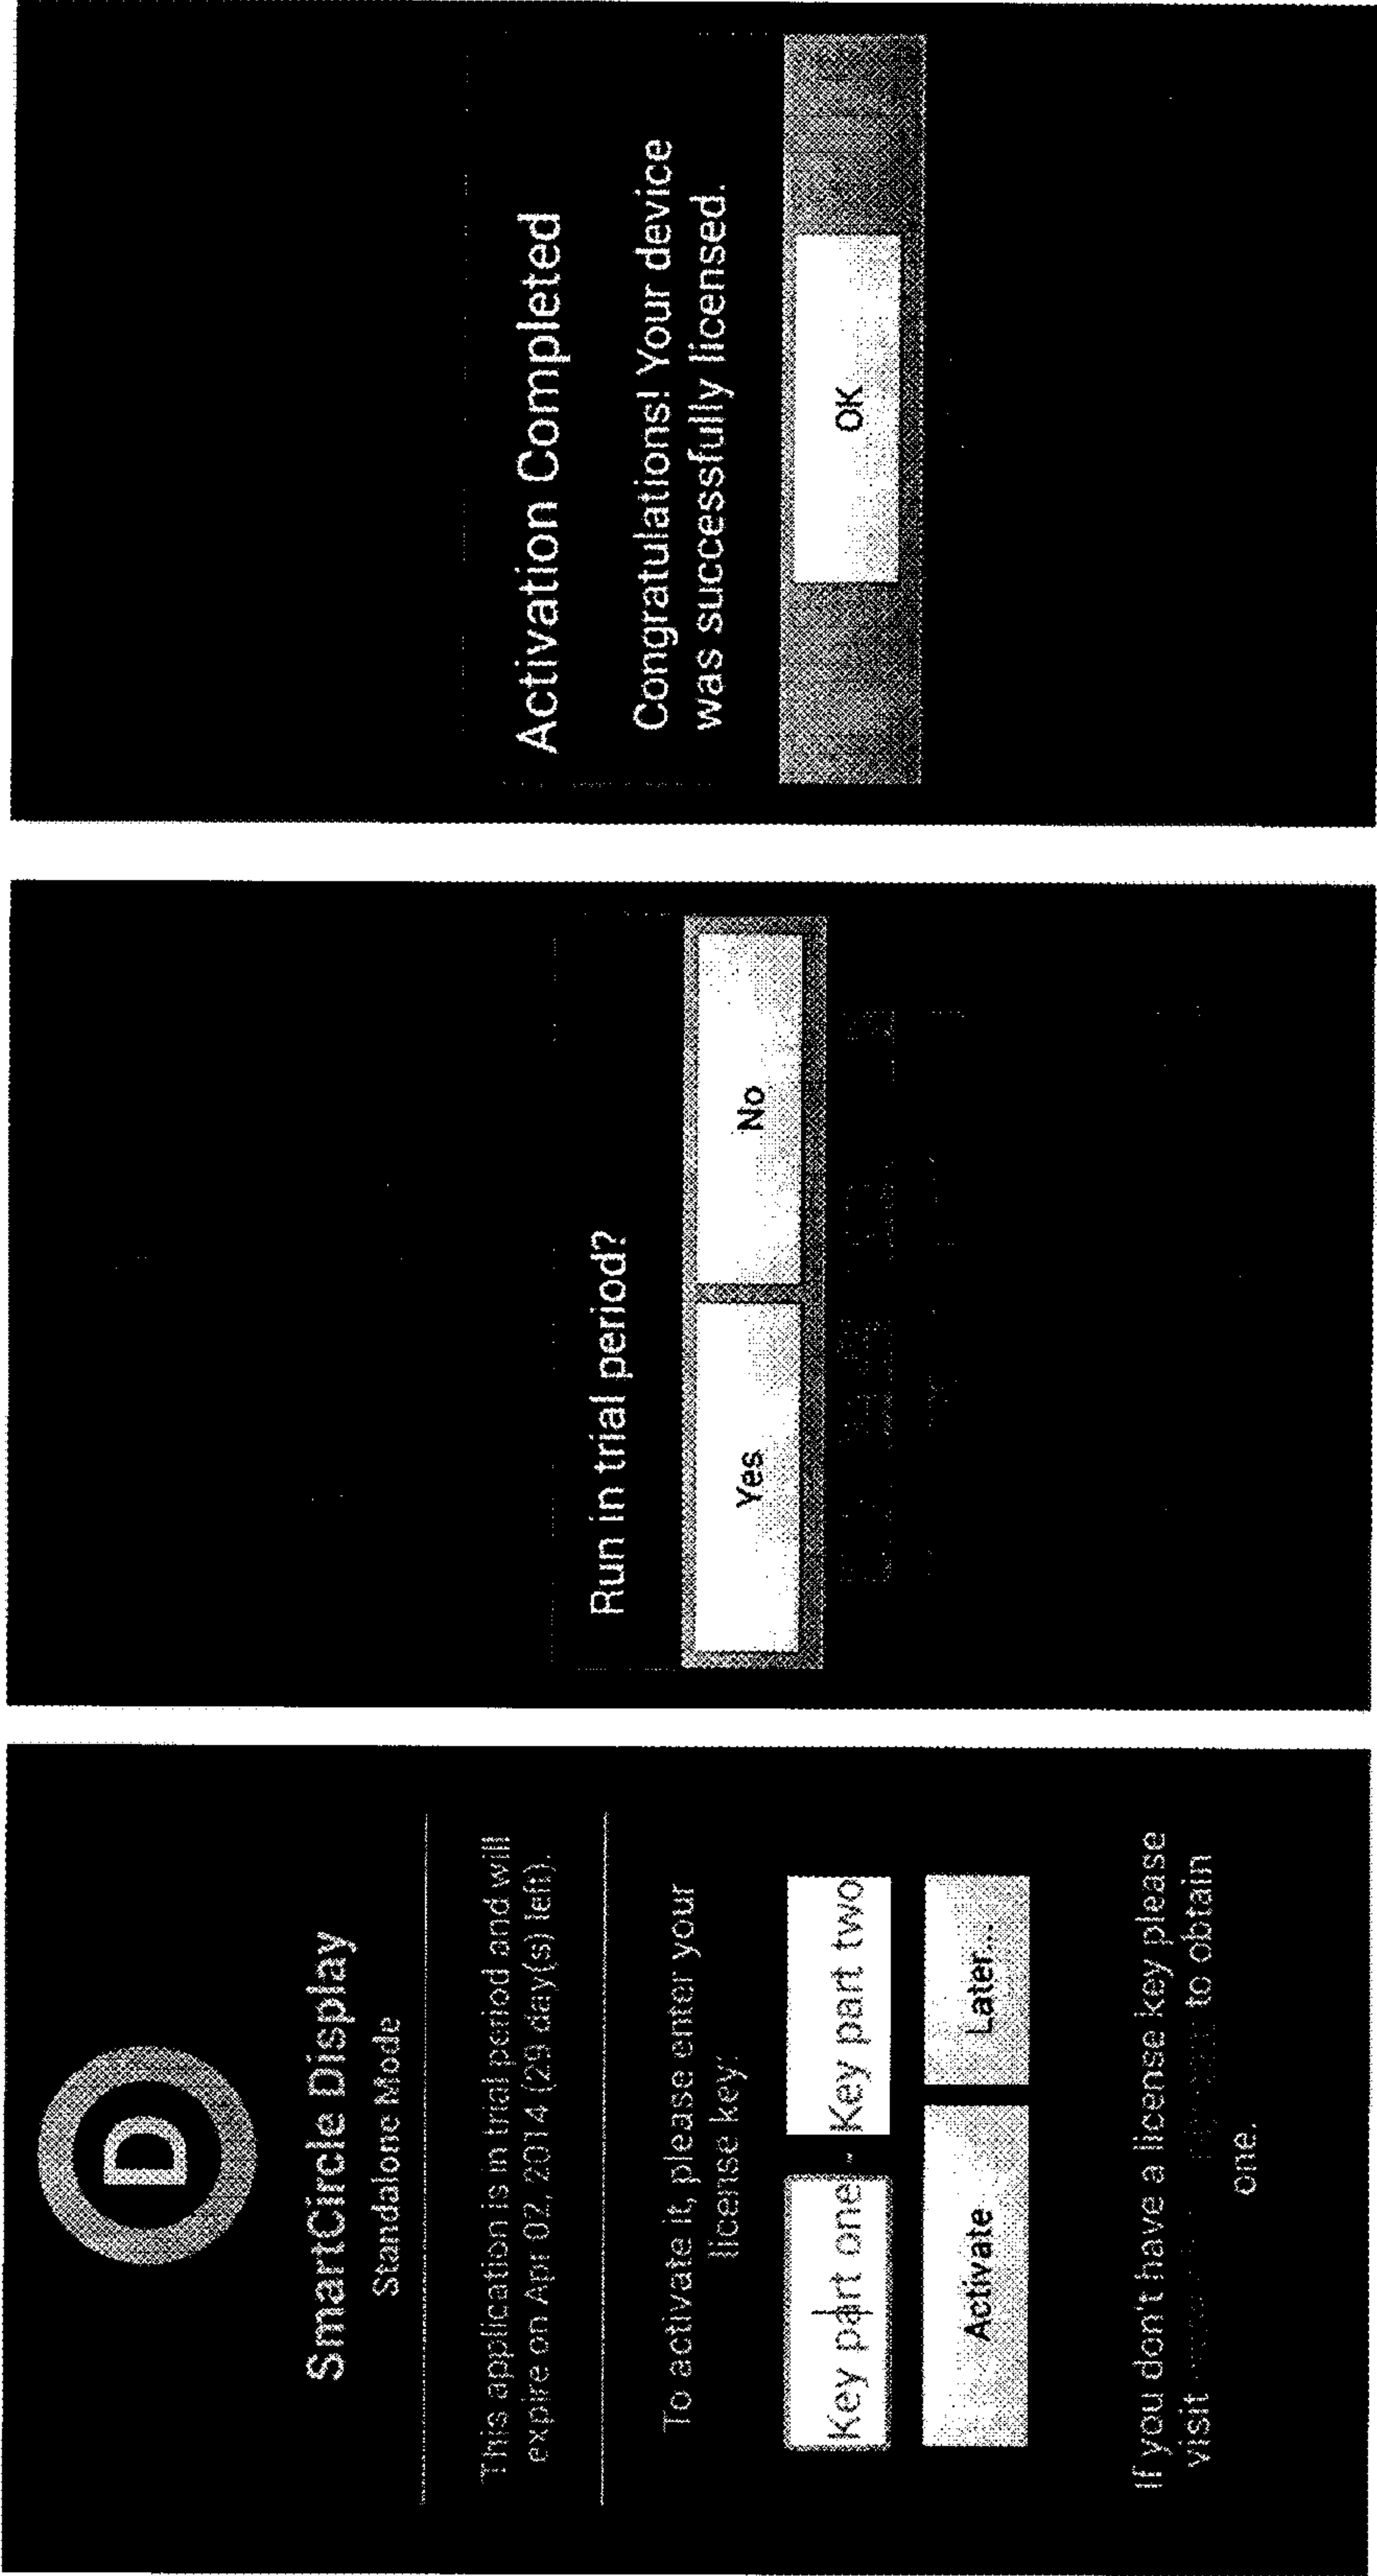 D
SmartCircle Display
Standalone Mode
This application is in trial period and will
expire on Apr 02, 2014 (29 day(s) left).
To activate it, please enter your
license key:
Key part one - Key part two
Activate Later...
If you don't have a license key please
visit to obtain
one.
Run in trial period?
Yes No
Activation Completed
Congratulations! Your device
was successfully licensed.
OK